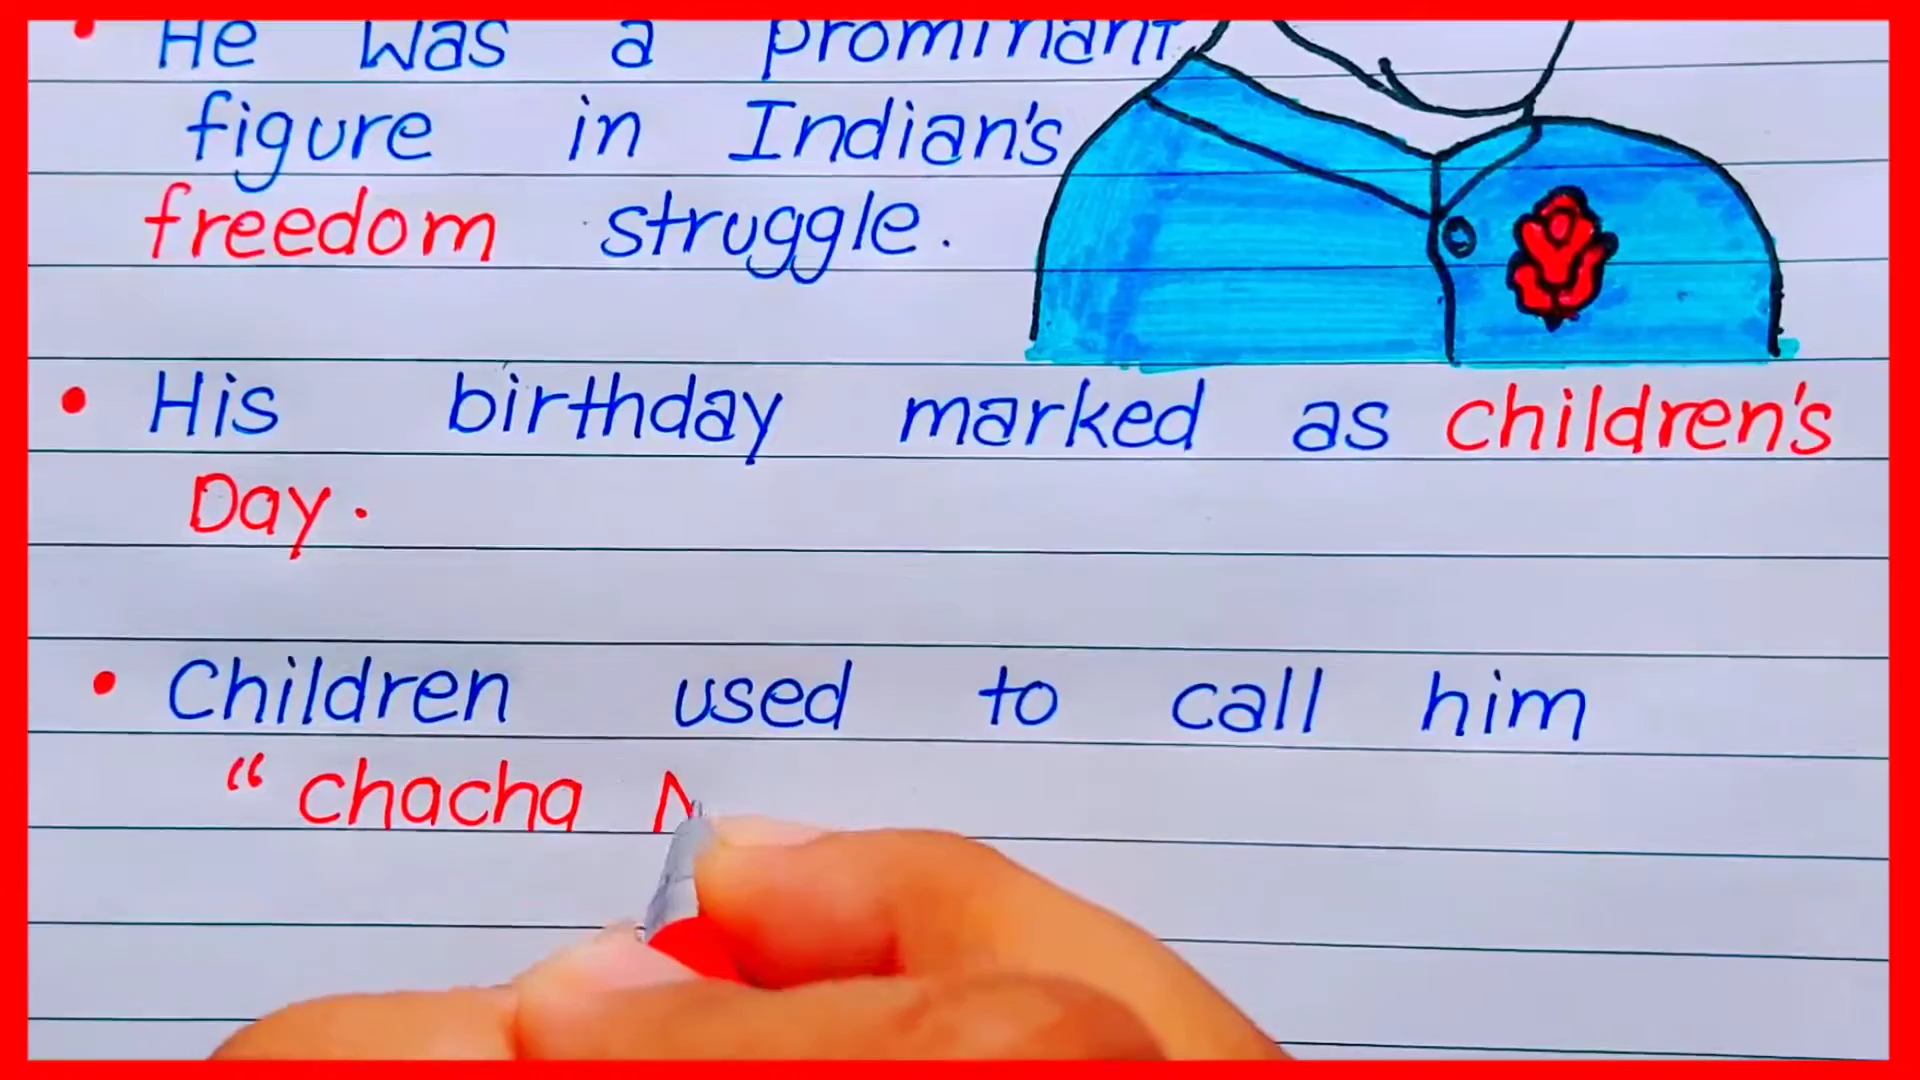 • He was a prominant
figure in Indian's
freedom struggle.
• His birthday marked as children's
Day.
• Children used to call him
“ chacha N